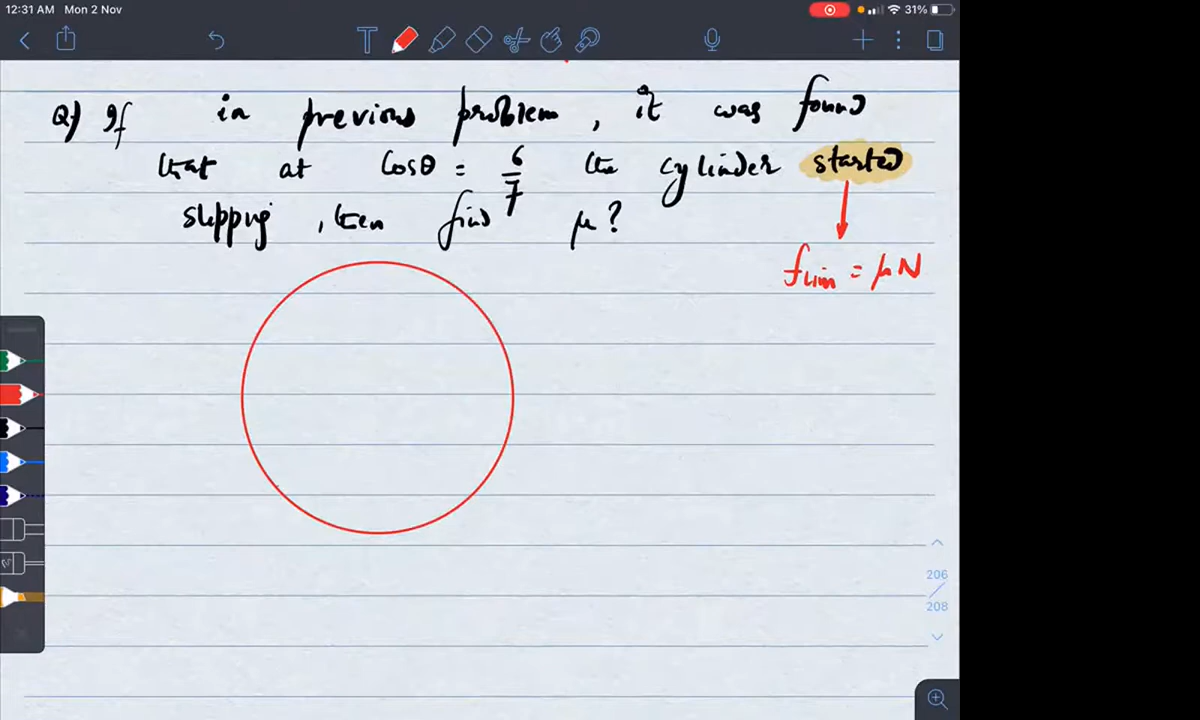 12:31 AM Mon 2 Nov
31%
Q) If in previous problem, it was found
that at Cosθ = 6/7 the cylinder started
slipping, then find μ?
flim = μN
206
208